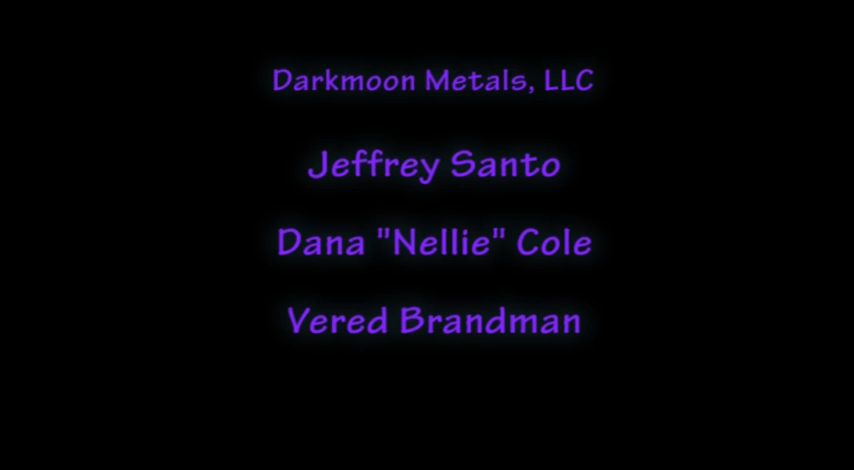 Darkmoon Metals, LLC
Jeffrey Santo
Dana "Nellie" Cole
Vered Brandman